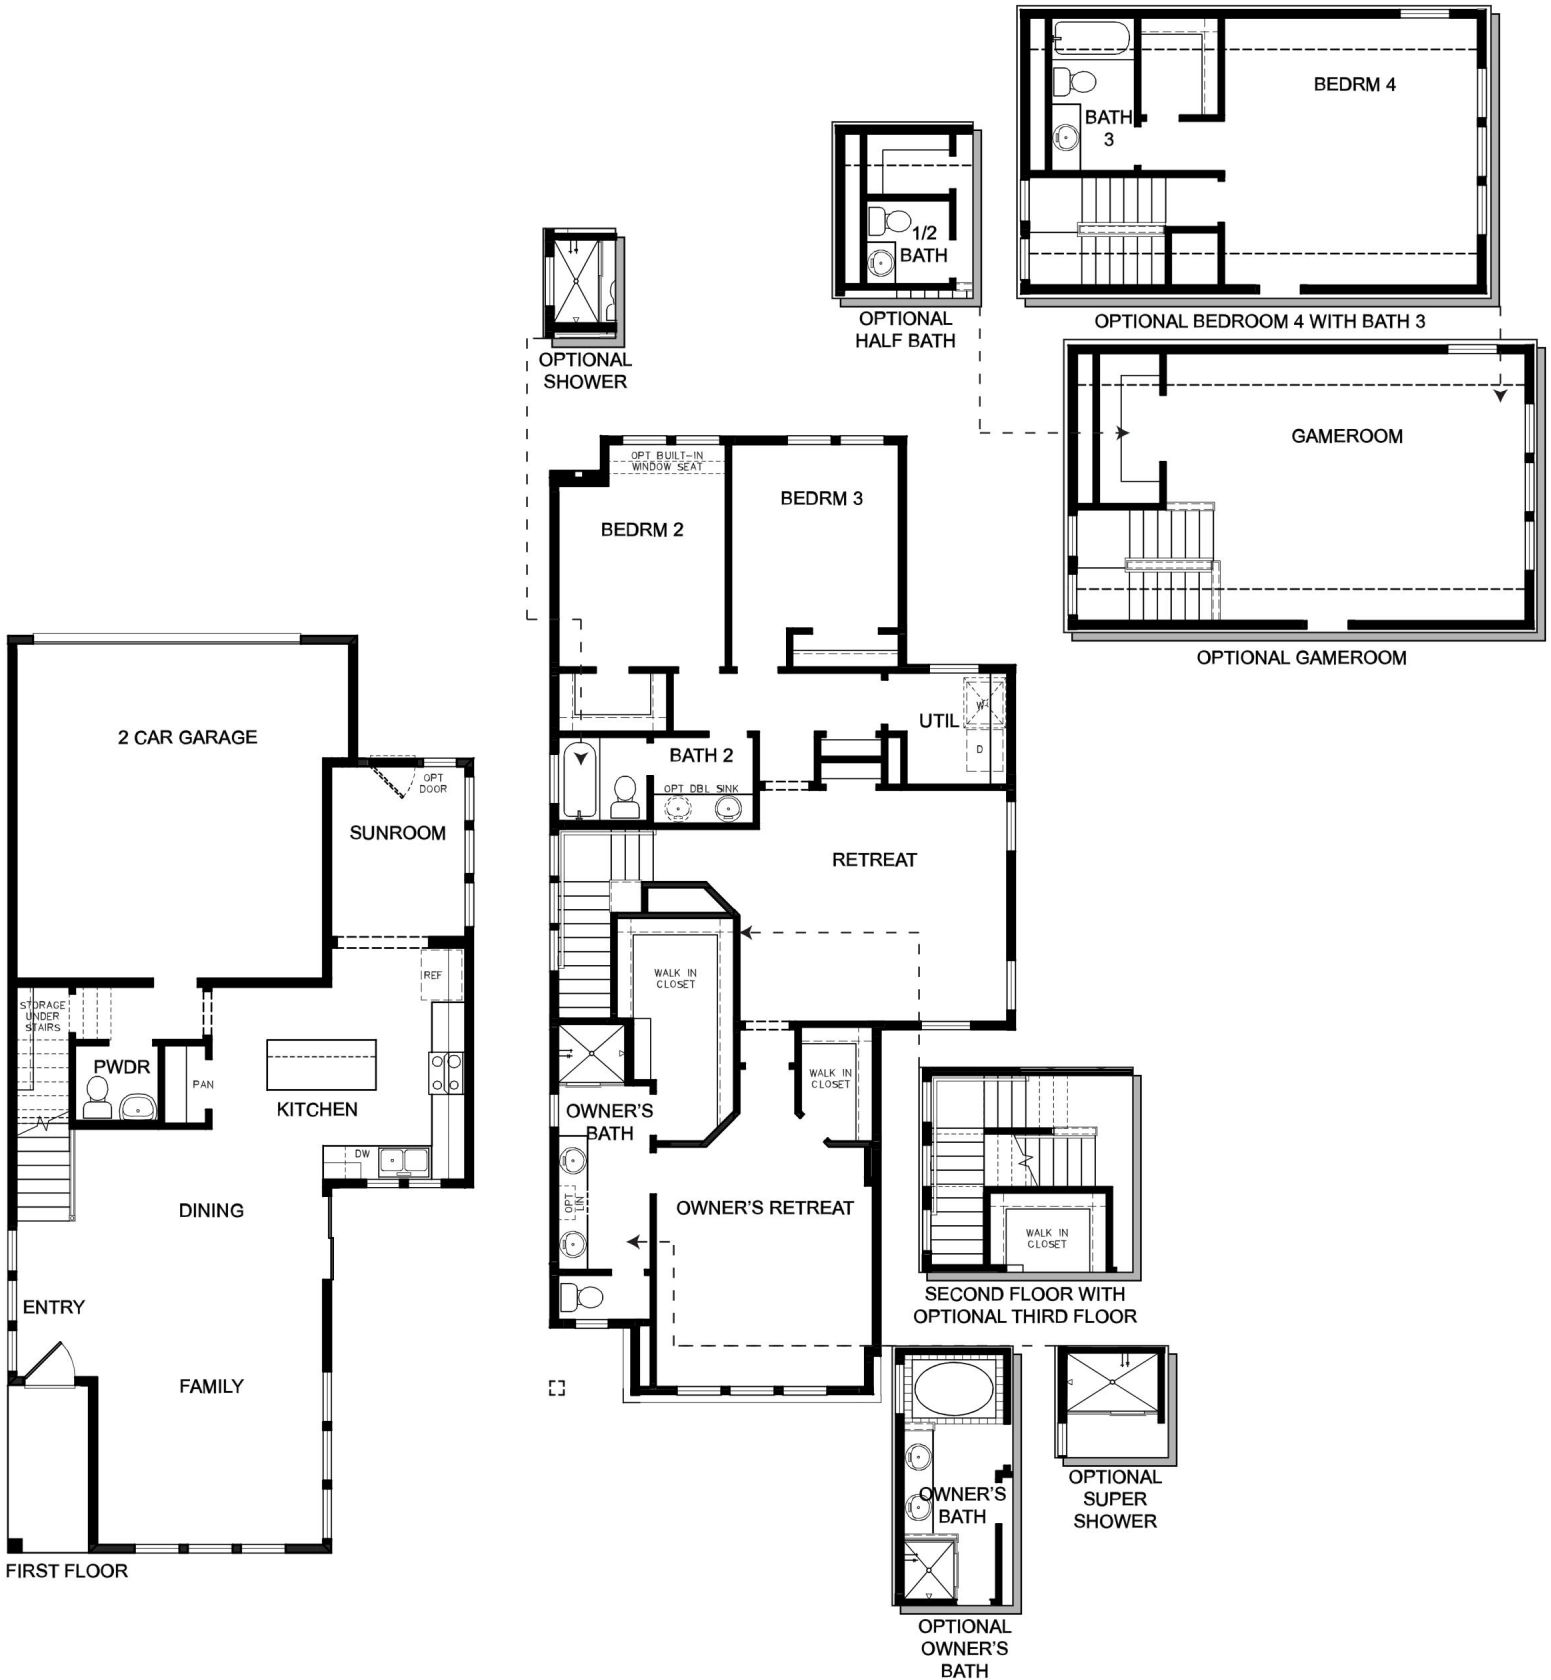 BEDRM 4
BATH
3
OPTIONAL BEDROOM 4 WITH BATH 3
1/2
BATH
OPTIONAL
HALF BATH
OPTIONAL
SHOWER
GAMEROOM
OPTIONAL GAMEROOM
OPT BUILT-IN
WINDOW SEAT
BEDRM 2
BEDRM 3
UTIL
W
D
BATH 2
OPT DBL SINK
RETREAT
WALK IN
CLOSET
WALK IN
CLOSET
OWNER'S
BATH
OPT
LIN
OWNER'S RETREAT
2 CAR GARAGE
OPT
DOOR
SUNROOM
REF
STORAGE
UNDER
STAIRS
PWDR
PAN
KITCHEN
DW
DINING
ENTRY
FAMILY
FIRST FLOOR
WALK IN
CLOSET
SECOND FLOOR WITH
OPTIONAL THIRD FLOOR
OWNER'S
BATH
OPTIONAL
OWNER'S
BATH
OPTIONAL
SUPER
SHOWER